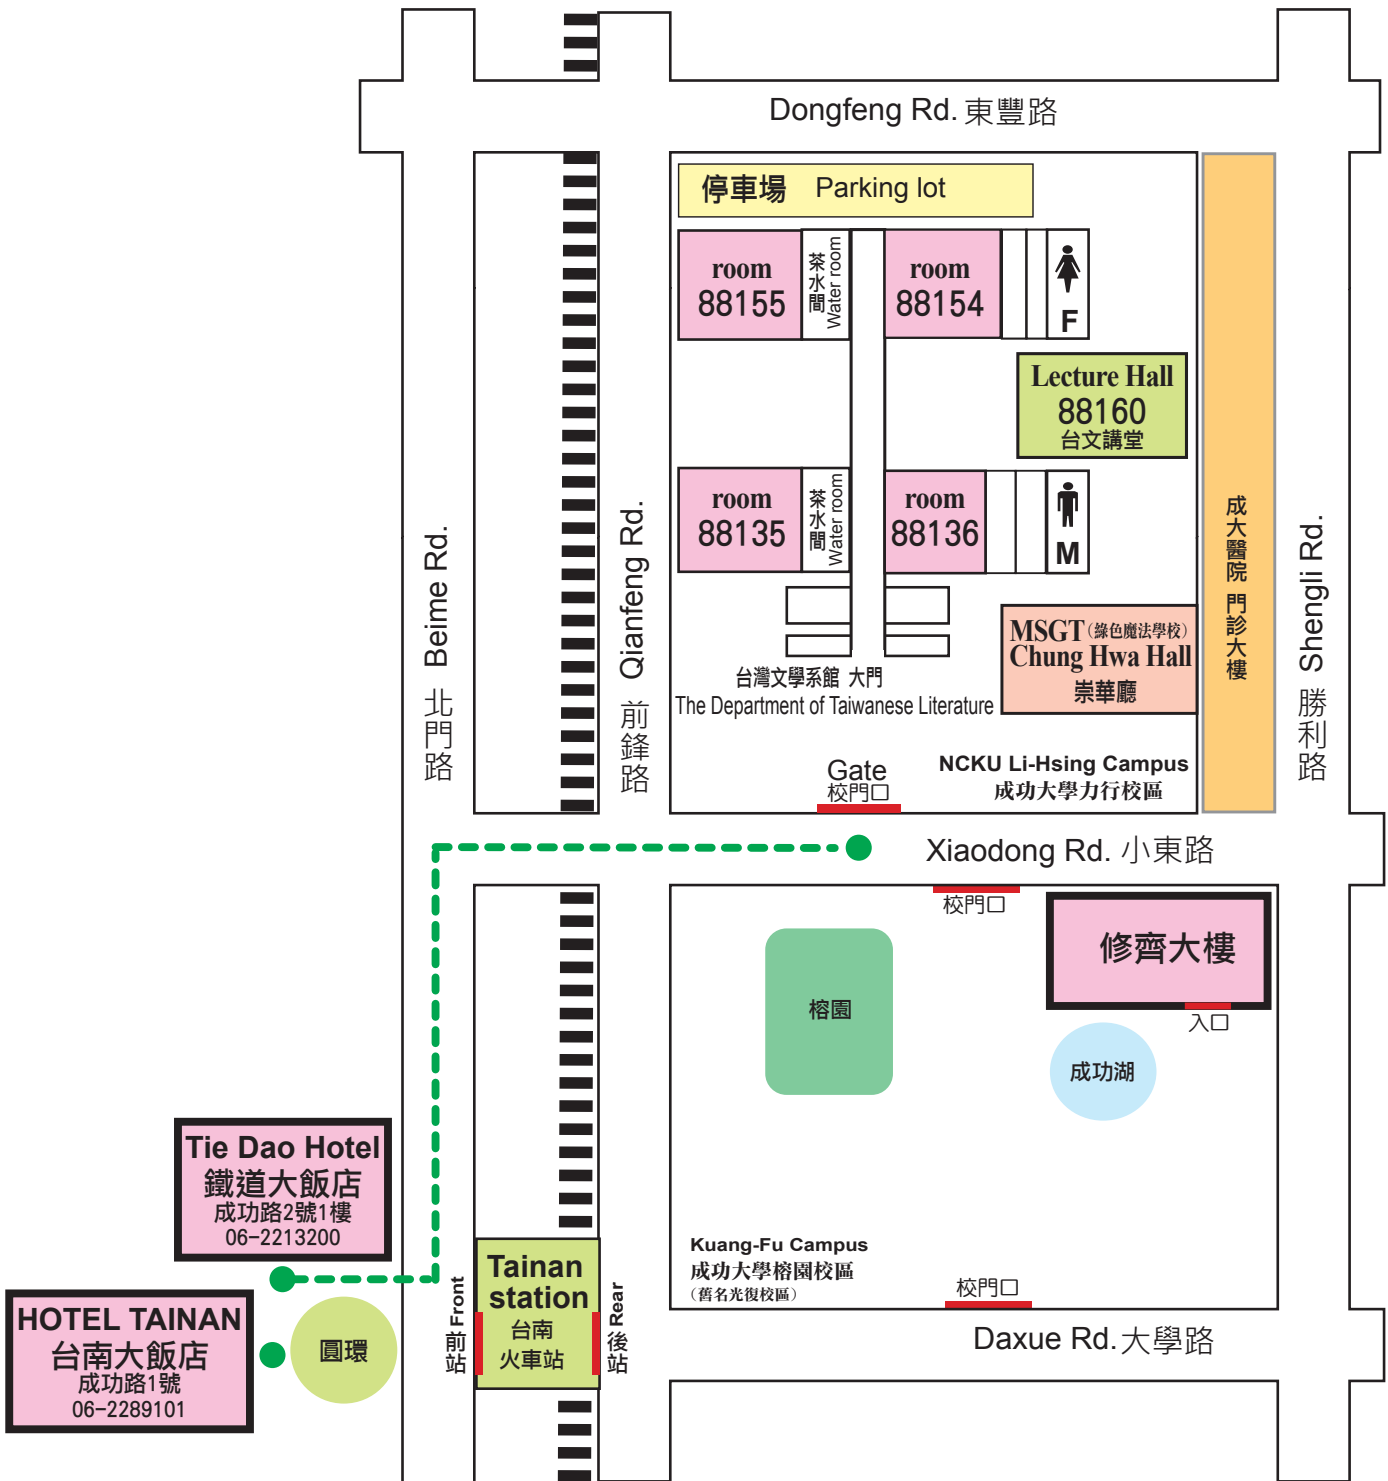 Dongfeng Rd. 東豐路
停車場 Parking lot
room
88155
茶水間
Water room
room
88154
F
Lecture Hall
88160
台文講堂
room
88135
茶水間
Water room
room
88136
M
MSGT(綠色魔法學校)
Chung Hwa Hall
崇華廳
台灣文學系館 大門
The Department of Taiwanese Literature
成大醫院 門診大樓
Beime Rd.
北門路
Qianfeng Rd.
前鋒路
Shengli Rd.
勝利路
Gate
校門口
NCKU Li-Hsing Campus
成功大學力行校區
Xiaodong Rd. 小東路
校門口
修齊大樓
入口
榕園
成功湖
Tie Dao Hotel
鐵道大飯店
成功路2號1樓
06-2213200
HOTEL TAINAN
台南大飯店
成功路1號
06-2289101
圓環
Front
前站
Tainan
station
台南
火車站
Rear
後站
Kuang-Fu Campus
成功大學榕園校區
(舊名光復校區)
校門口
Daxue Rd. 大學路